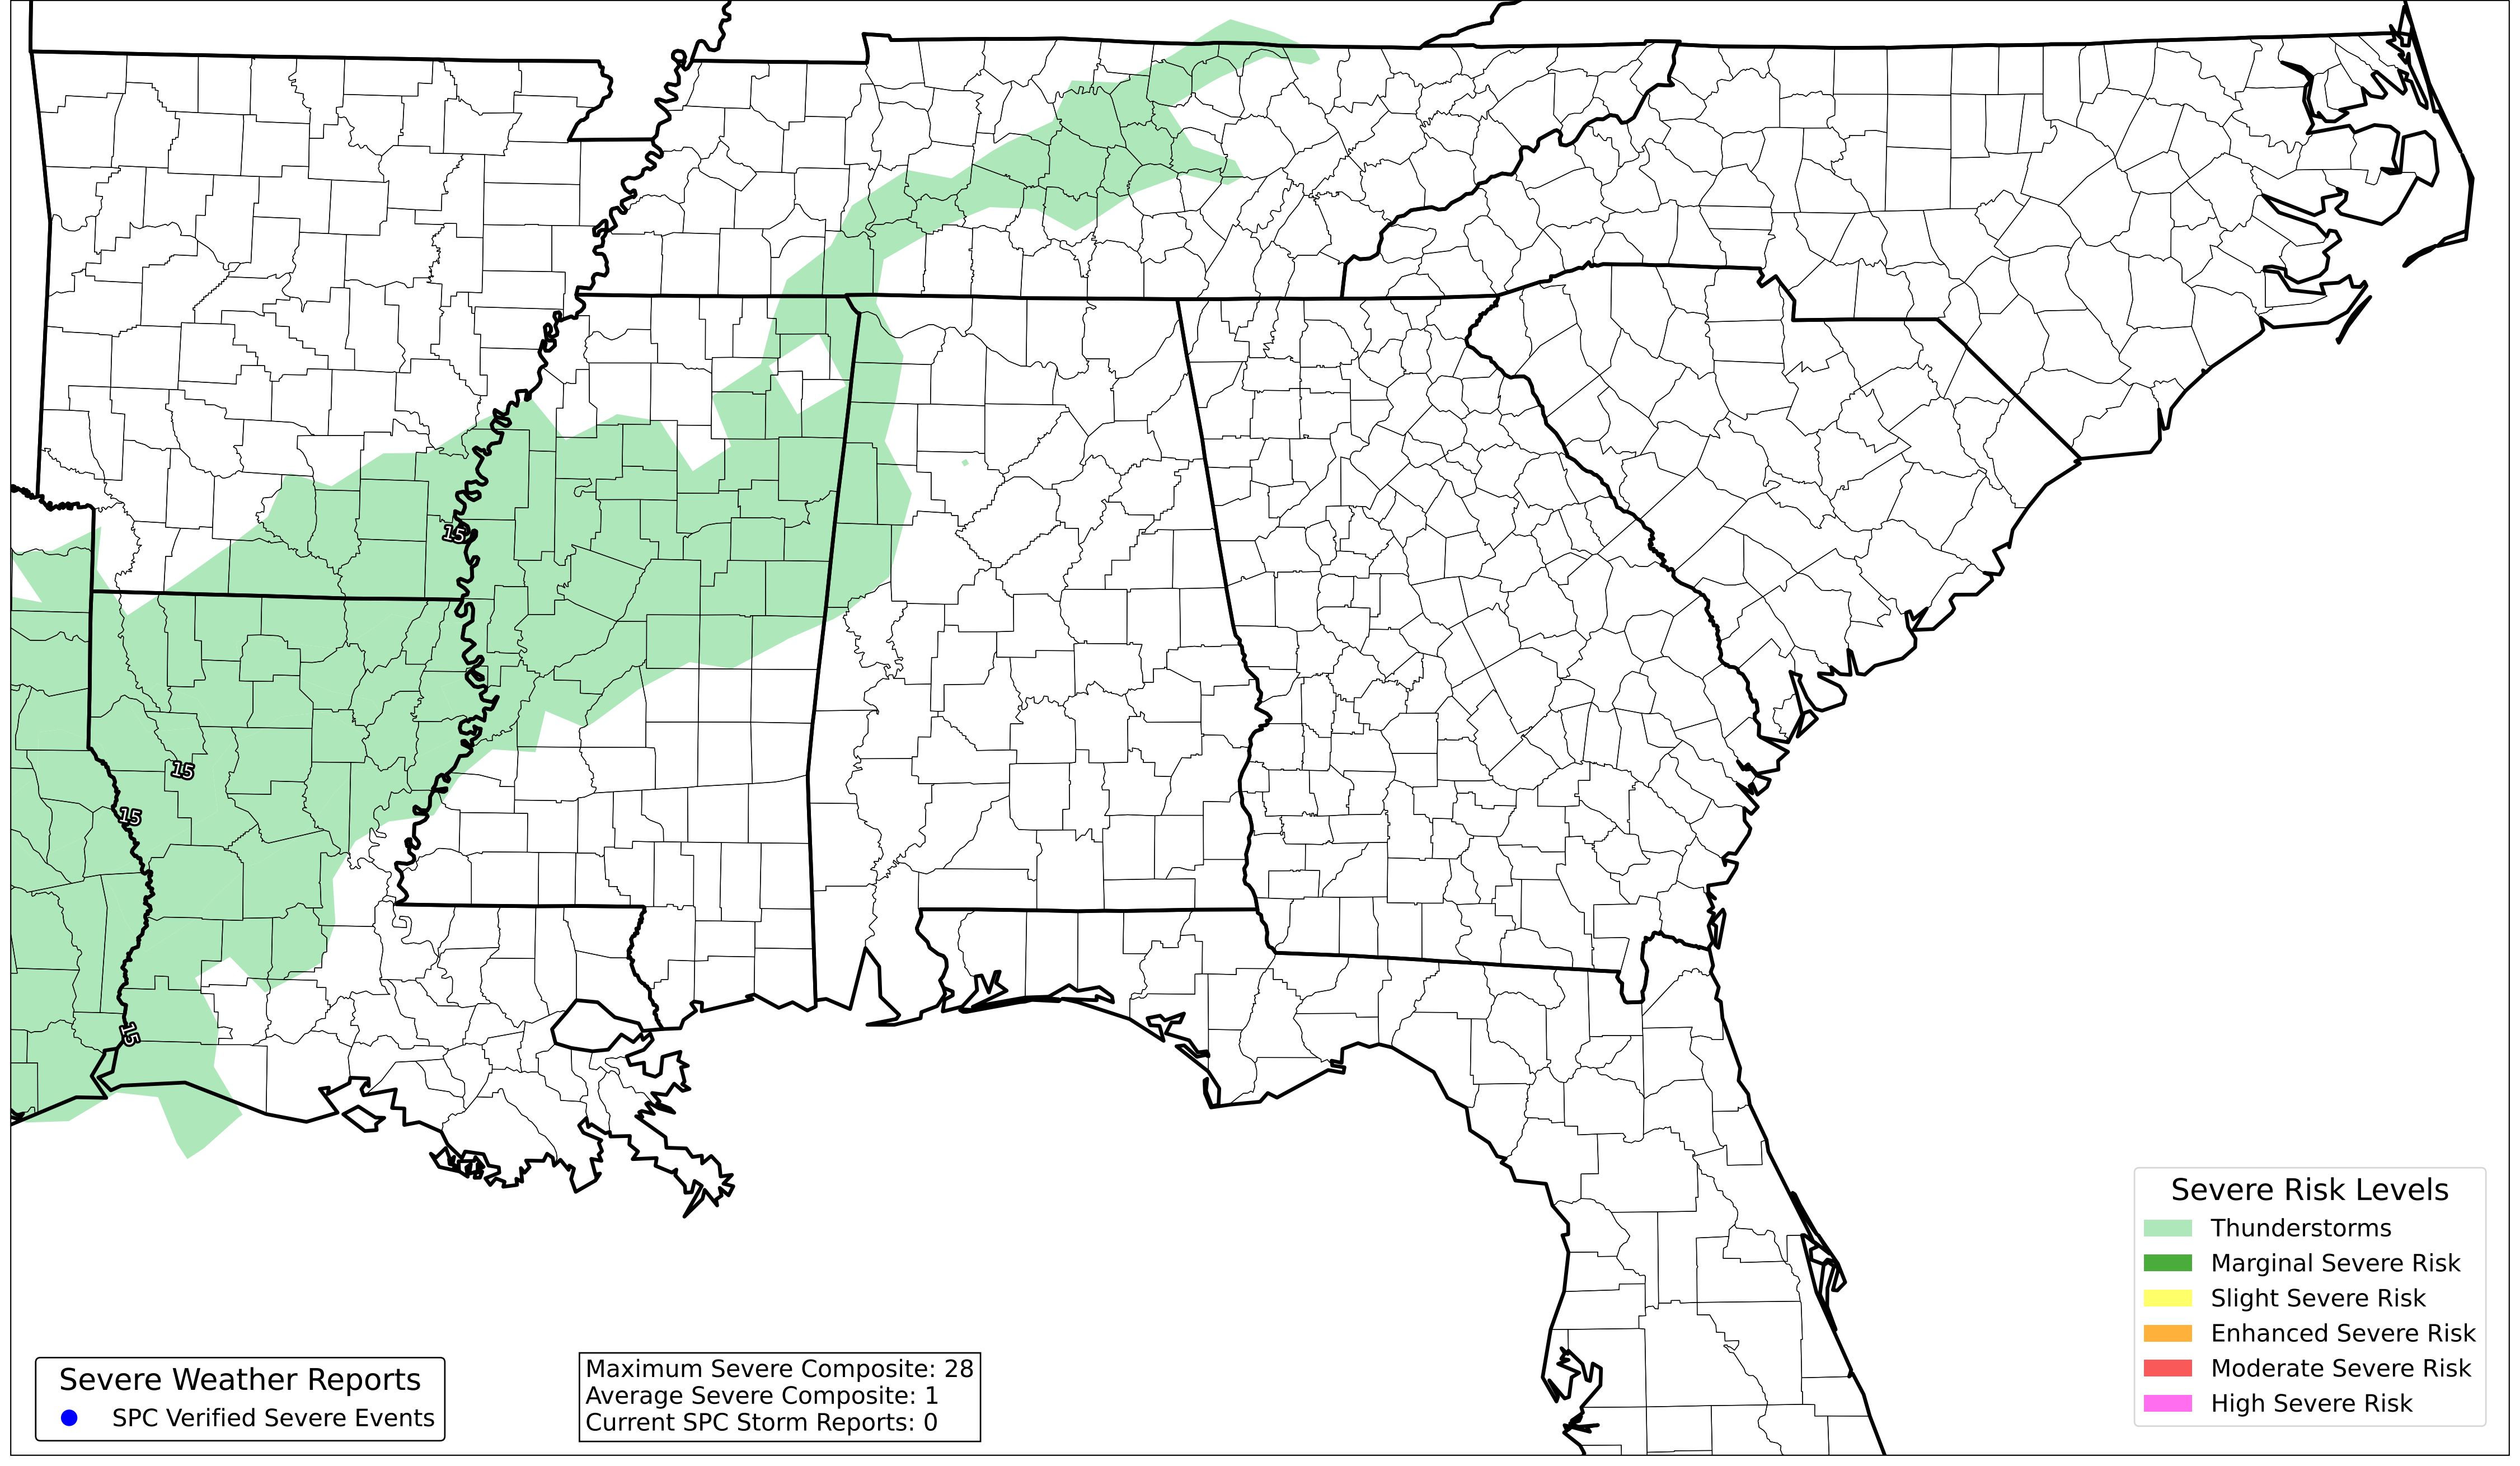 15
15
15
15
Severe Risk Levels
Thunderstorms
Marginal Severe Risk
Slight Severe Risk
Enhanced Severe Risk
Moderate Severe Risk
High Severe Risk
Severe Weather Reports
SPC Verified Severe Events
Maximum Severe Composite: 28
Average Severe Composite: 1
Current SPC Storm Reports: 0